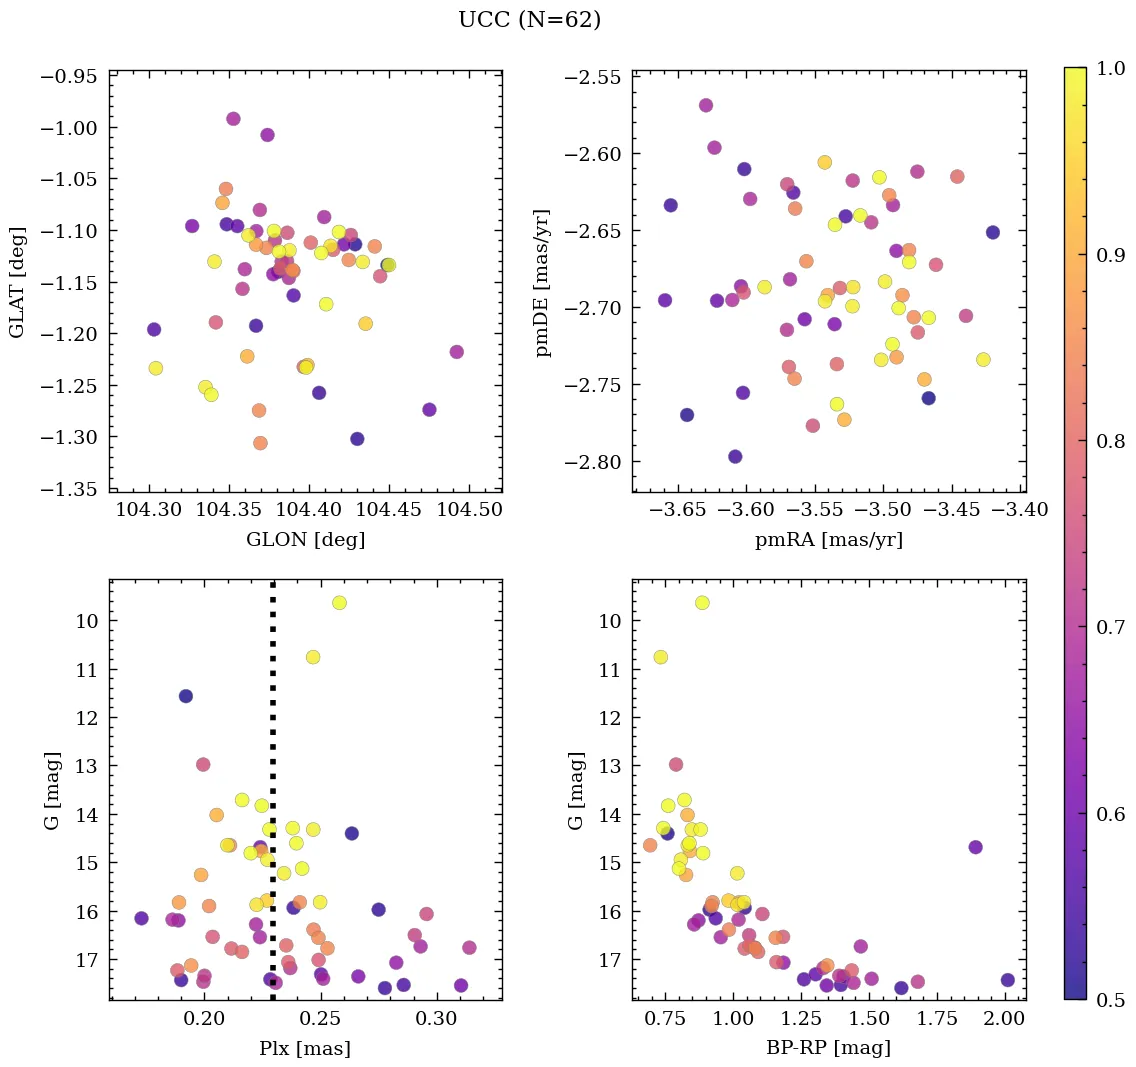 UCC (N=62)
−0.95
−1.00
−1.05
−1.10
−1.15
−1.20
−1.25
−1.30
−1.35
GLAT [deg]
104.30 104.35 104.40 104.45 104.50
GLON [deg]
−2.55
−2.60
−2.65
−2.70
−2.75
−2.80
pmDE [mas/yr]
−3.65 −3.60 −3.55 −3.50 −3.45 −3.40
pmRA [mas/yr]
10
11
12
13
14
15
16
17
G [mag]
0.20 0.25 0.30
Plx [mas]
10
11
12
13
14
15
16
17
G [mag]
0.75 1.00 1.25 1.50 1.75 2.00
BP-RP [mag]
1.0
0.9
0.8
0.7
0.6
0.5